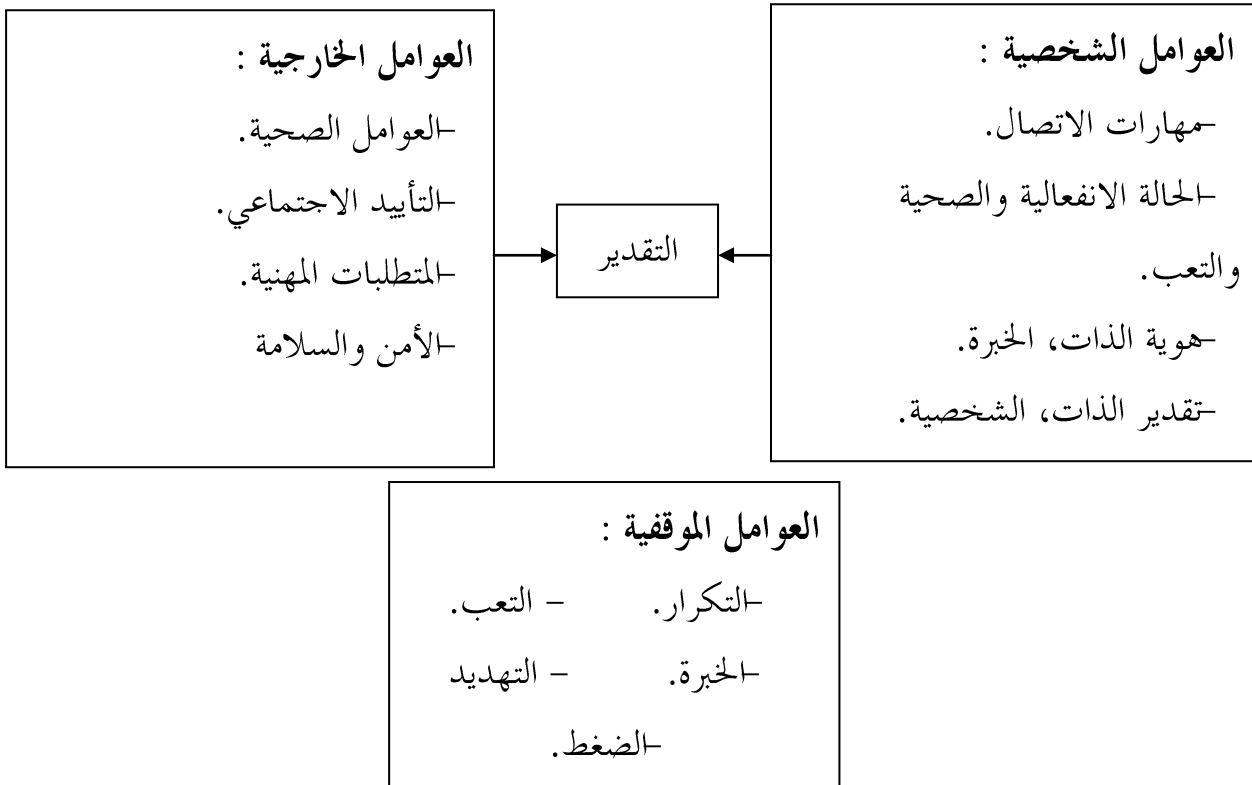 العوامل الشخصية :
-مهارات الاتصال.
-الحالة الانفعالية والصحية
والتعب.
-هوية الذات، الخبرة.
-تقدير الذات، الشخصية.
التقدير
العوامل الخارجية :
-العوامل الصحية.
-التأييد الاجتماعي.
-المتطلبات المهنية.
-الأمن والسلامة
العوامل الموقفية :
-التكرار. – التعب.
-الخبرة. – التهديد
-الضغط.